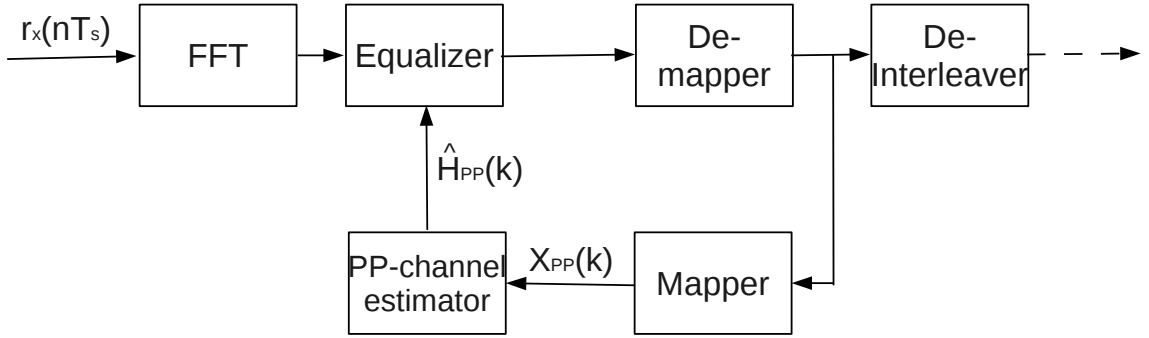 rₓ(nTₛ)
FFT
Equalizer
De-
mapper
De-
Interleaver
ĤPP(k)
PP-channel
estimator
XPP(k)
Mapper